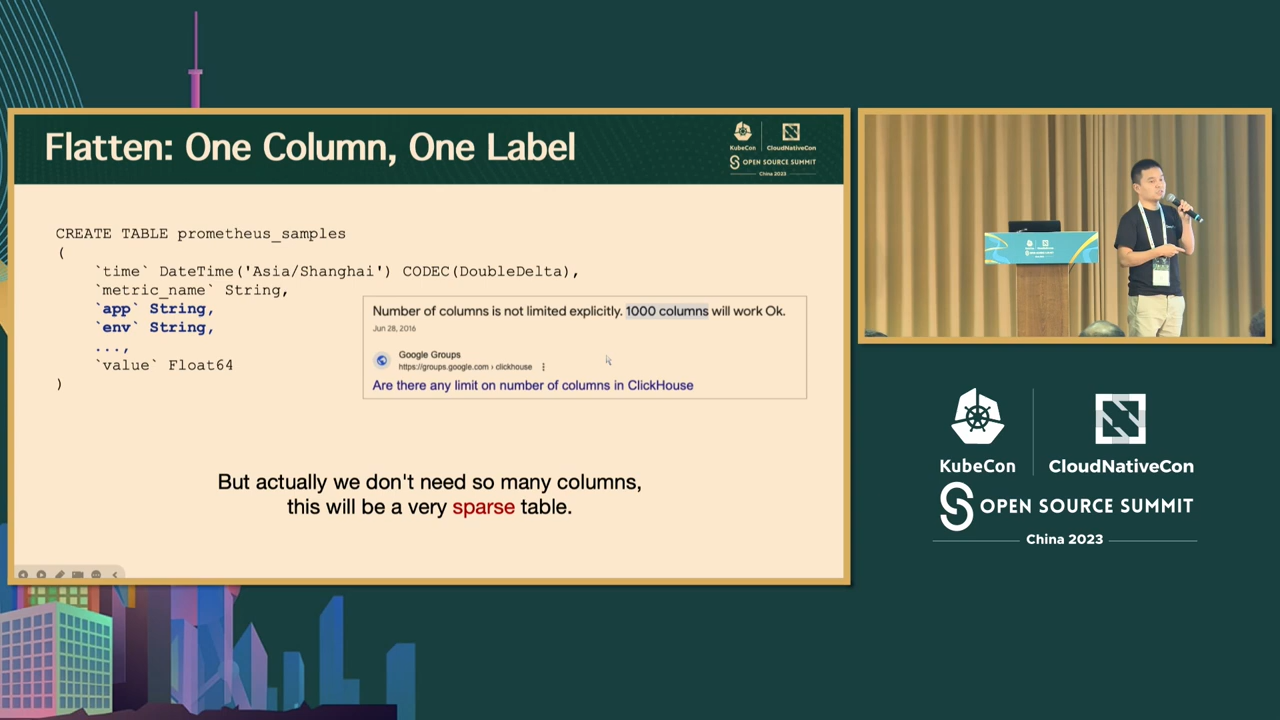 Flatten: One Column, One Label
KubeCon
CloudNativeCon
OPEN SOURCE SUMMIT
China 2023
CREATE TABLE prometheus_samples
(
`time` DateTime('Asia/Shanghai') CODEC(DoubleDelta),
`metric_name` String,
`app` String,
`env` String,
...,
`value` Float64
)
Number of columns is not limited explicitly. 1000 columns will work Ok.
Jun 28, 2016
Google Groups
https://groups.google.com › clickhouse
Are there any limit on number of columns in ClickHouse
But actually we don't need so many columns,
this will be a very sparse table.
KubeCon
CloudNativeCon
OPEN SOURCE SUMMIT
China 2023